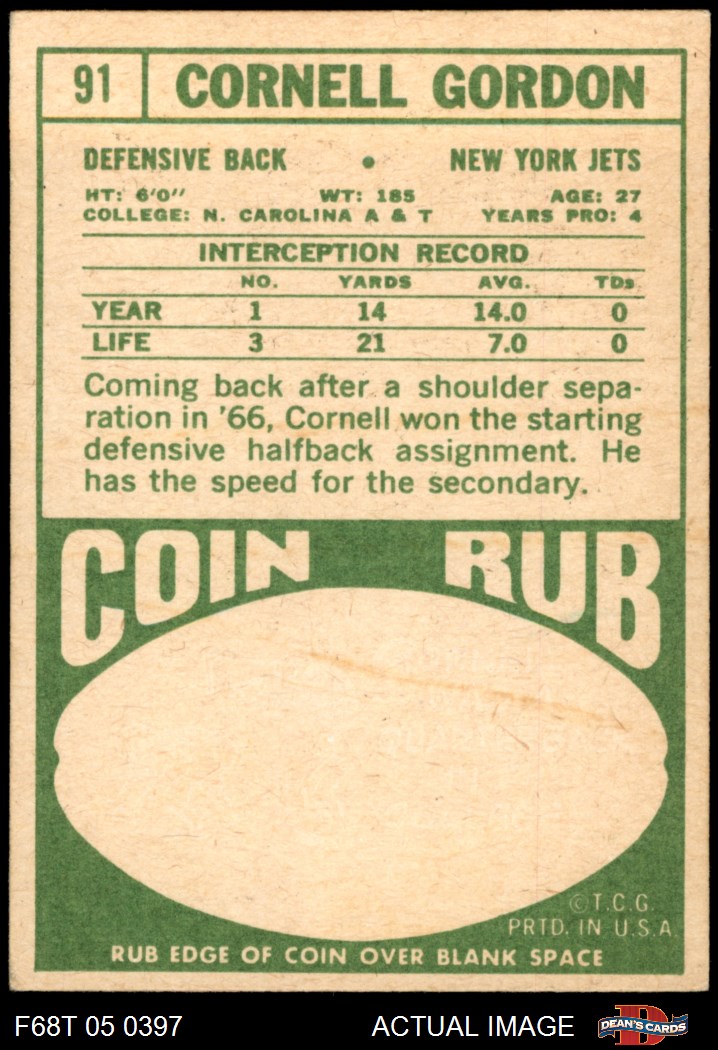 91 CORNELL GORDON
DEFENSIVE BACK • NEW YORK JETS
HT: 6'0" WT: 185 AGE: 27
COLLEGE: N. CAROLINA A & T YEARS PRO: 4
INTERCEPTION RECORD
NO. YARDS AVG. TDs
YEAR 1 14 14.0 0
LIFE 3 21 7.0 0
Coming back after a shoulder sepa-
ration in '66, Cornell won the starting
defensive halfback assignment. He
has the speed for the secondary.
COIN RUB
©T.C.G.
PRTD. IN U.S.A.
RUB EDGE OF COIN OVER BLANK SPACE
F68T 05 0397 ACTUAL IMAGE DEAN'S CARDS